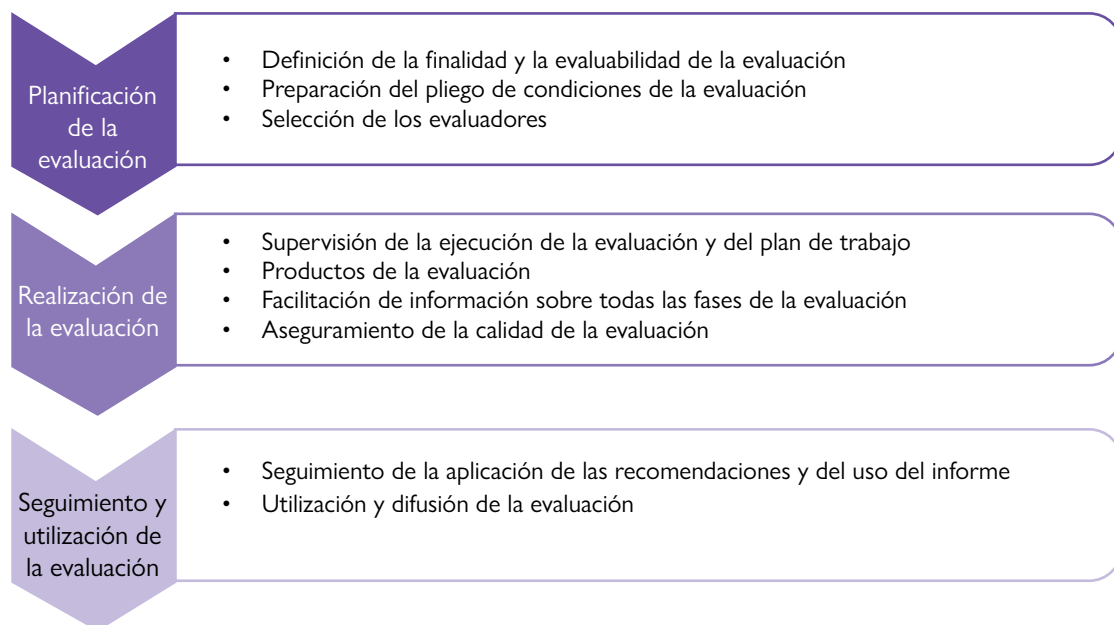 Planificación
de la
evaluación
• Definición de la finalidad y la evaluabilidad de la evaluación
• Preparación del pliego de condiciones de la evaluación
• Selección de los evaluadores
Realización de
la evaluación
• Supervisión de la ejecución de la evaluación y del plan de trabajo
• Productos de la evaluación
• Facilitación de información sobre todas las fases de la evaluación
• Aseguramiento de la calidad de la evaluación
Seguimiento y
utilización de
la evaluación
• Seguimiento de la aplicación de las recomendaciones y del uso del informe
• Utilización y difusión de la evaluación